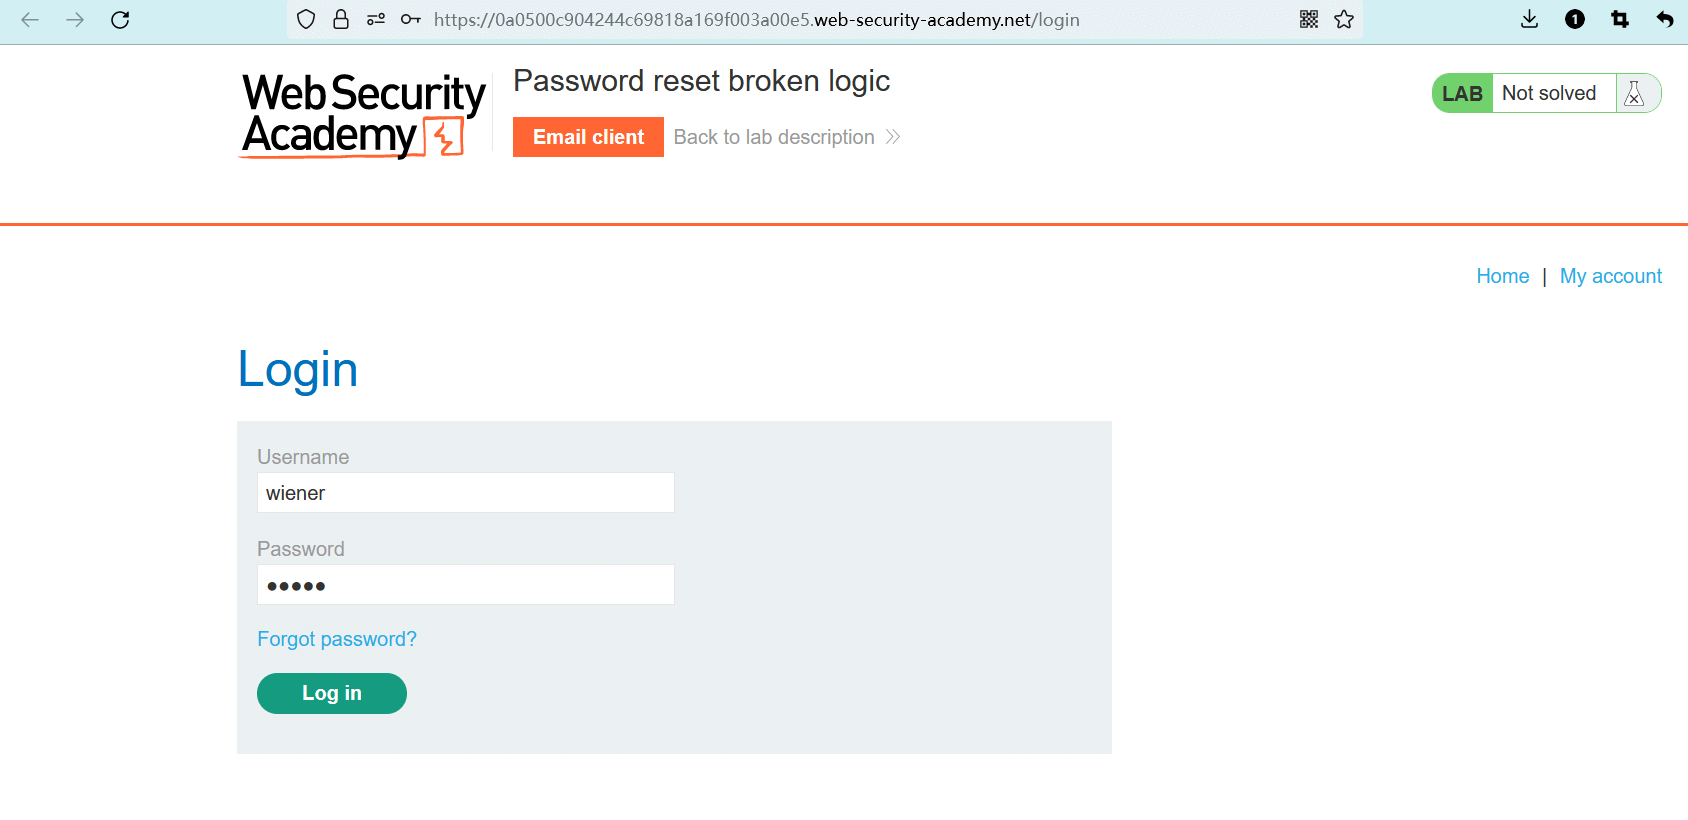 https://0a0500c904244c69818a169f003a00e5.web-security-academy.net/login
1
Web Security
Academy
Password reset broken logic
Email client
Back to lab description
LAB
Not solved
Home | My account
Login
Username
wiener
Password
Forgot password?
Log in